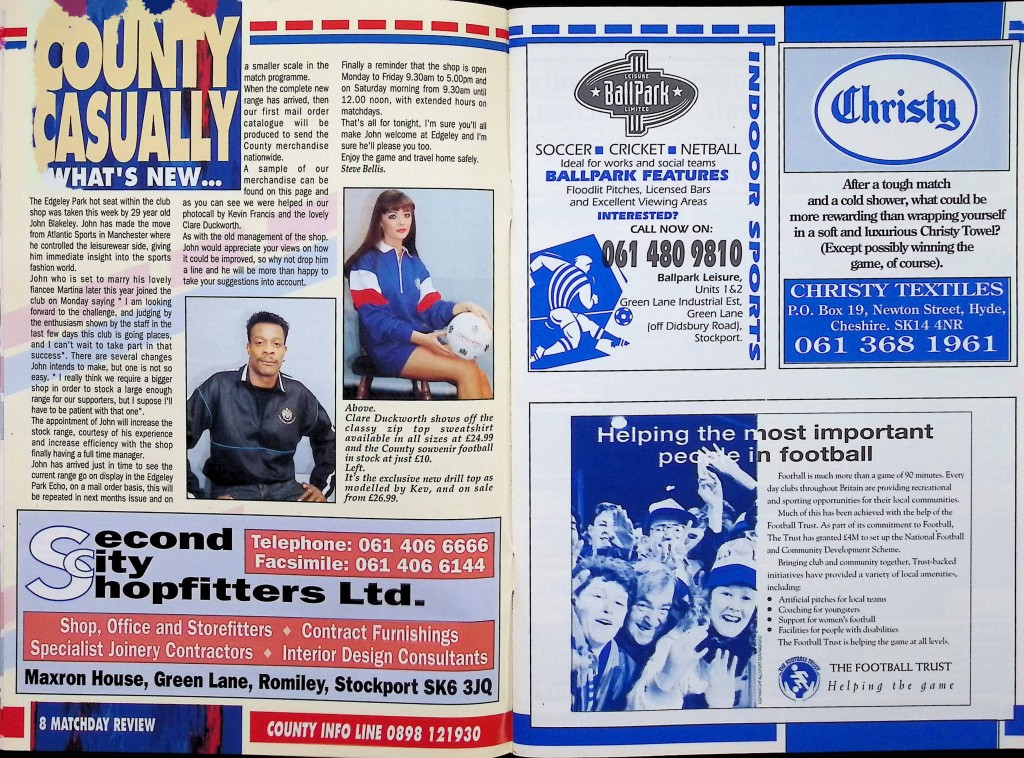 COUNTY
CASUALLY
WHAT'S NEW...
The Edgeley Park hot seat within the club
shop was taken this week by 29 year old
John Blakeley. John has made the move
from Atlantic Sports in Manchester where
he controlled the leisurewear side, giving
him immediate insight into the sports
fashion world.
John who is set to marry his lovely
fiancee Martina later this year joined the
club on Monday saying " I am looking
forward to the challenge, and judging by
the enthusiasm shown by the staff in the
last few days this club is going places,
and I can't wait to take part in that
success". There are several changes
John intends to make, but one is not so
easy, " I really think we require a bigger
shop in order to stock a large enough
range for our supporters, but I supose I'll
have to be patient with that one".
The appointment of John will increase the
stock range, courtesy of his experience
and increase efficiency with the shop
finally having a full time manager.
John has arrived just in time to see the
current range go on display in the Edgeley
Park Echo, on a mail order basis, this will
be repeated in next months issue and on
a smaller scale in the
match programme.
When the complete new
range has arrived, then
our first mail order
catalogue will be
produced to send the
County merchandise
nationwide.
A sample of our
merchandise can be
found on this page and
as you can see we were helped in our
photocall by Kevin Francis and the lovely
Clare Duckworth.
As with the old management of the shop.
John would appreciate your views on how
it could be improved, so why not drop him
a line and he will be more than happy to
take your suggestions into account.
Finally a reminder that the shop is open
Monday to Friday 9.30am to 5.00pm and
on Saturday morning from 9.30am until
12.00 noon, with extended hours on
matchdays.
That's all for tonight, I'm sure you'll all
make John welcome at Edgeley and I'm
sure he'll please you too.
Enjoy the game and travel home safely.
Steve Bellis.
Above.
Clare Duckworth shows off the
classy zip top sweatshirt
available in all sizes at £24.99
and the County souvenir football
in stock at just £10.
Left.
It's the exclusive new drill top as
modelled by Kev, and on sale
from £26.99.
Second
City
Shopfitters Ltd.
Telephone: 061 406 6666
Facsimile: 061 406 6144
Shop, Office and Storefitters ♦ Contract Furnishings
Specialist Joinery Contractors ♦ Interior Design Consultants
Maxron House, Green Lane, Romiley, Stockport SK6 3JQ
8 MATCHDAY REVIEW
COUNTY INFO LINE 0898 121930
LEISURE
BallPark
LIMITED
SOCCER ■ CRICKET ■ NETBALL
Ideal for works and social teams
BALLPARK FEATURES
Floodlit Pitches, Licensed Bars
and Excellent Viewing Areas
INTERESTED?
CALL NOW ON:
061 480 9810
Ballpark Leisure,
Units 1&2
Green Lane Industrial Est,
Green Lane
(off Didsbury Road),
Stockport.
INDOOR SPORTS
Christy
After a tough match
and a cold shower, what could be
more rewarding than wrapping yourself
in a soft and luxurious Christy Towel?
(Except possibly winning the
game, of course).
CHRISTY TEXTILES
P.O. Box 19, Newton Street, Hyde,
Cheshire. SK14 4NR
061 368 1961
Helping the most important
people in football
Football is much more than a game of 90 minutes. Every
day clubs throughout Britain are providing recreational
and sporting opportunities for their local communities.
Much of this has been achieved with the help of the
Football Trust. As part of its commitment to Football,
The Trust has granted £4M to set up the National Football
and Community Development Scheme.
Bringing club and community together, Trust-backed
initiatives have provided a variety of local amenities,
including:
● Artificial pitches for local teams
● Coaching for youngsters
● Support for women's football
● Facilities for people with disabilities
The Football Trust is helping the game at all levels.
THE FOOTBALL TRUST
THE FOOTBALL TRUST
Helping the game